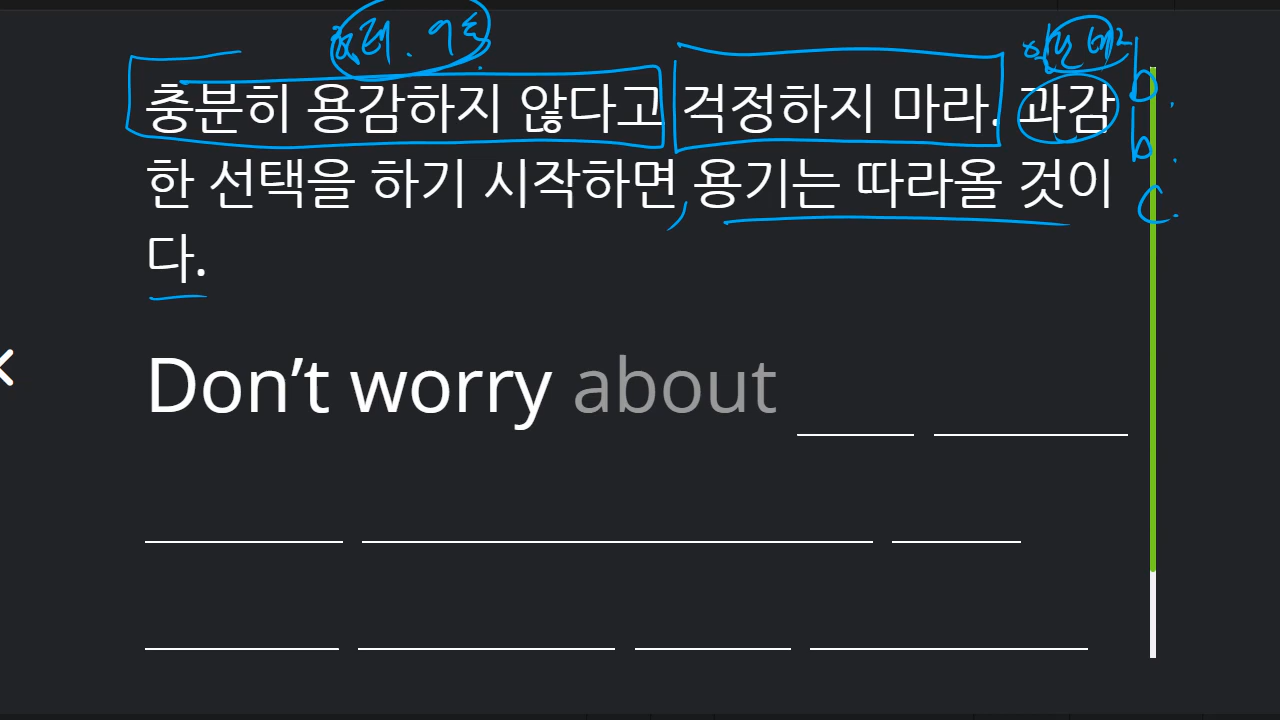 충분히 용감하지 않다고 걱정하지 마라. 과감
한 선택을 하기 시작하면, 용기는 따라올 것이
다.
b.
b.
c.
Don’t worry about